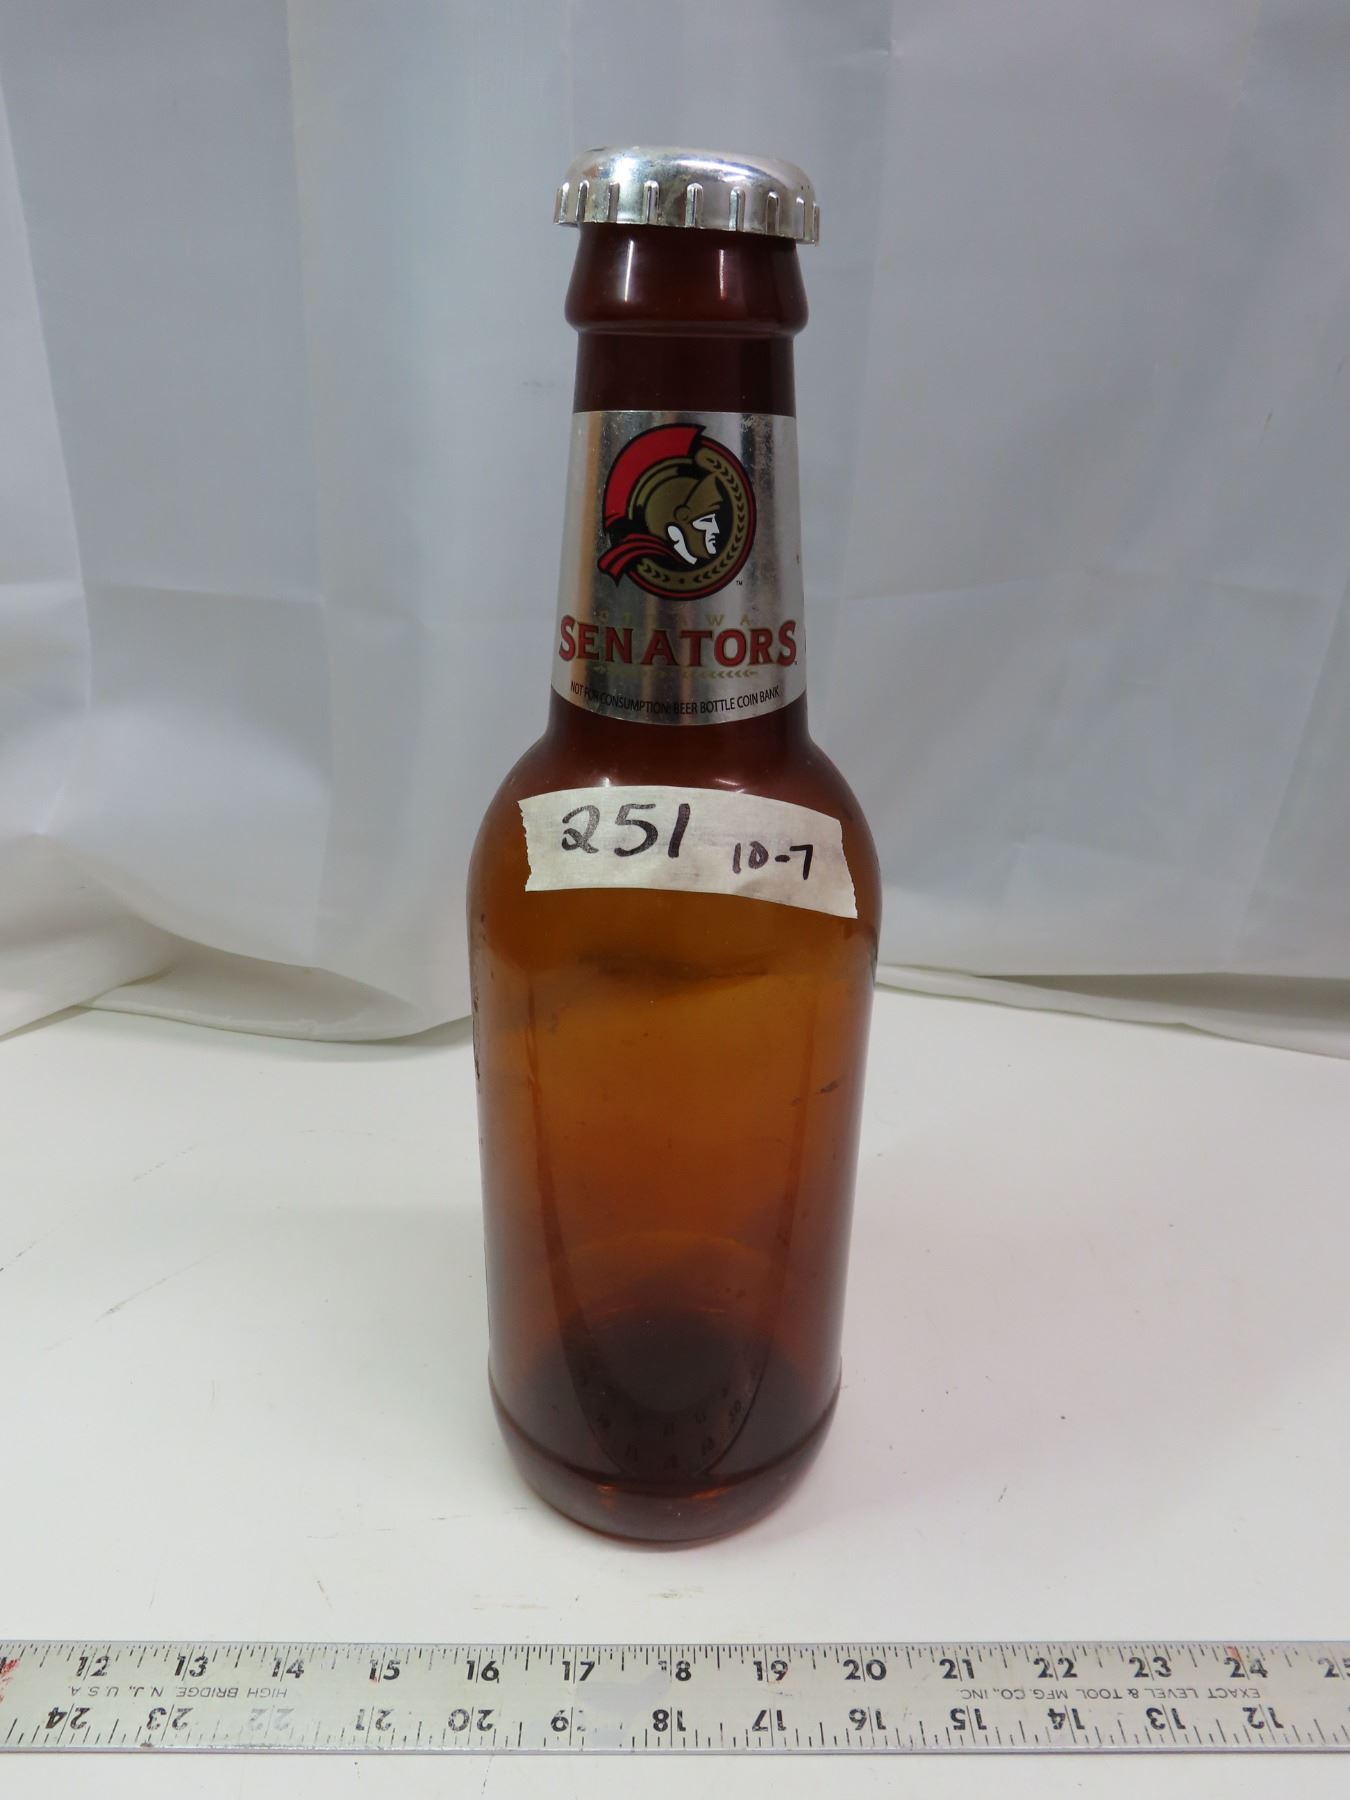 OTTAWA
SENATORS
NOT FOR CONSUMPTION: BEER BOTTLE COIN BANK
251 10-7
12 13 14 15 16 17 18 19 20 21 22 23 24 25
HIGH BRIDGE, N.J., U.S.A. EXACT LEVEL & TOOL MFG. CO., INC
24 23 22 21 20 19 18 17 16 15 14 13 12